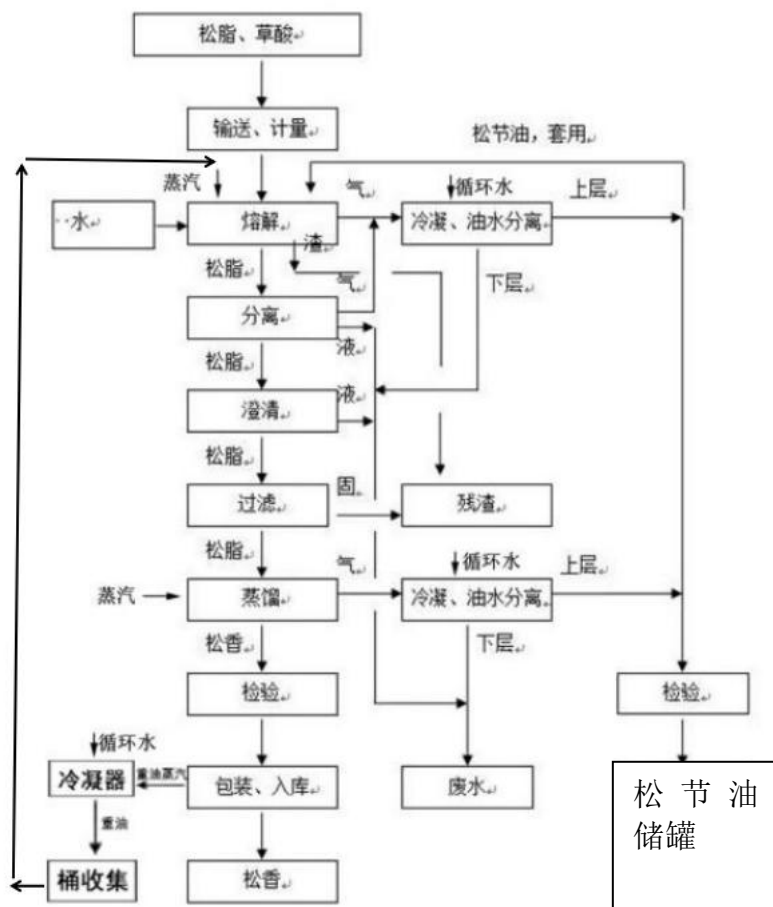 松脂、草酸
输送、计量
松节油，套用
蒸汽
气
循环水
上层
水
熔解
冷凝、油水分离
渣
松脂
气
下层
分离
液
松脂
液
澄清
松脂
固
过滤
残渣
松脂
气
循环水
上层
蒸汽
蒸馏
冷凝、油水分离
松香
下层
检验
检验
循环水
冷凝器
重油蒸汽
包装、入库
废水
松节油
储罐
重油
桶收集
松香